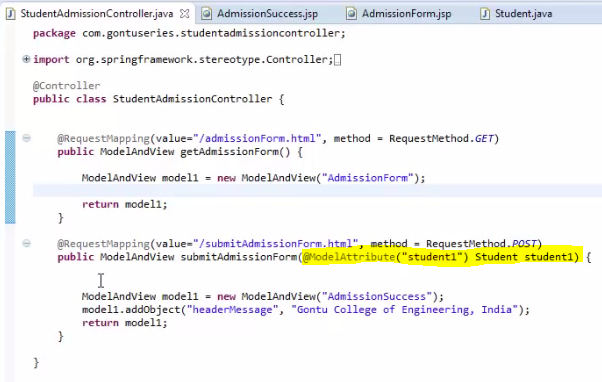 StudentAdmissionController.java
AdmissionSuccess.jsp
AdmissionForm.jsp
Student.java
package com.gontuseries.studentadmissioncontroller;
import org.springframework.stereotype.Controller;
@Controller
public class StudentAdmissionController {
@RequestMapping(value="/admissionForm.html", method = RequestMethod.GET)
public ModelAndView getAdmissionForm() {
ModelAndView model1 = new ModelAndView("AdmissionForm");
return model1;
}
@RequestMapping(value="/submitAdmissionForm.html", method = RequestMethod.POST)
public ModelAndView submitAdmissionForm(@ModelAttribute("student1") Student student1) {
ModelAndView model1 = new ModelAndView("AdmissionSuccess");
model1.addObject("headerMessage", "Gontu College of Engineering, India");
return model1;
}
}